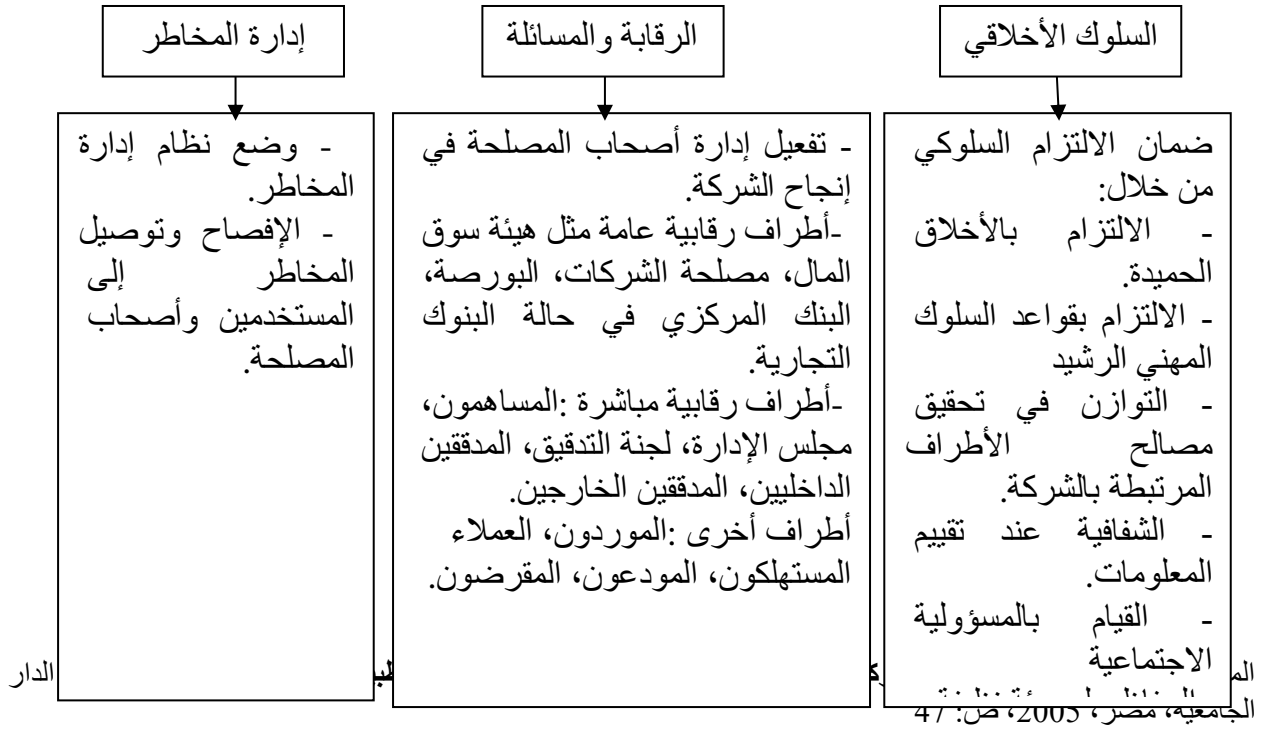 السلوك الأخلاقي
الرقابة والمسائلة
إدارة المخاطر
ضمان الالتزام السلوكي
من خلال:
- الالتزام بالأخلاق
الحميدة.
- الالتزام بقواعد السلوك
المهني الرشيد
- التوازن في تحقيق
مصالح الأطراف
المرتبطة بالشركة.
- الشفافية عند تقييم
المعلومات.
- القيام بالمسؤولية
الاجتماعية
- تفعيل إدارة أصحاب المصلحة في
إنجاح الشركة.
-أطراف رقابية عامة مثل هيئة سوق
المال، مصلحة الشركات، البورصة،
البنك المركزي في حالة البنوك
التجارية.
-أطراف رقابية مباشرة :المساهمون،
مجلس الإدارة، لجنة التدقيق، المدققين
الداخليين، المدققين الخارجين.
أطراف أخرى :الموردون، العملاء
المستهلكون، المودعون، المقرضون.
- وضع نظام إدارة
المخاطر.
- الإفصاح وتوصيل
المخاطر إلى
المستخدمين وأصحاب
المصلحة.
الدار
الجامعية، مصر، 2005، ص: 47